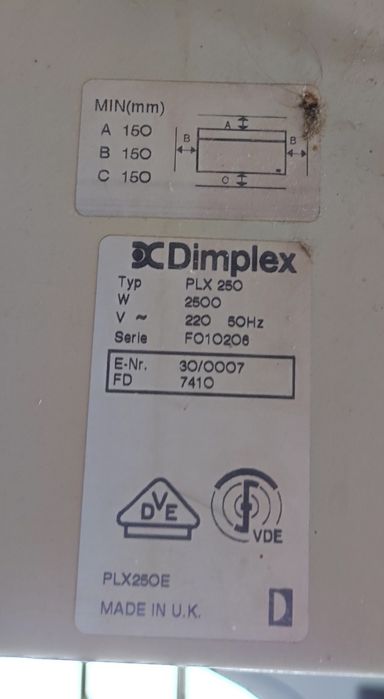 MIN(mm)
A 150
B 150
C 150
A
B B
C
Dimplex
Typ PLX 250
W 2500
V ~ 220 50Hz
Serie FO10206
E-Nr. 30/0007
FD 7410
DVE
VDE
PLX250E
MADE IN U.K.
D